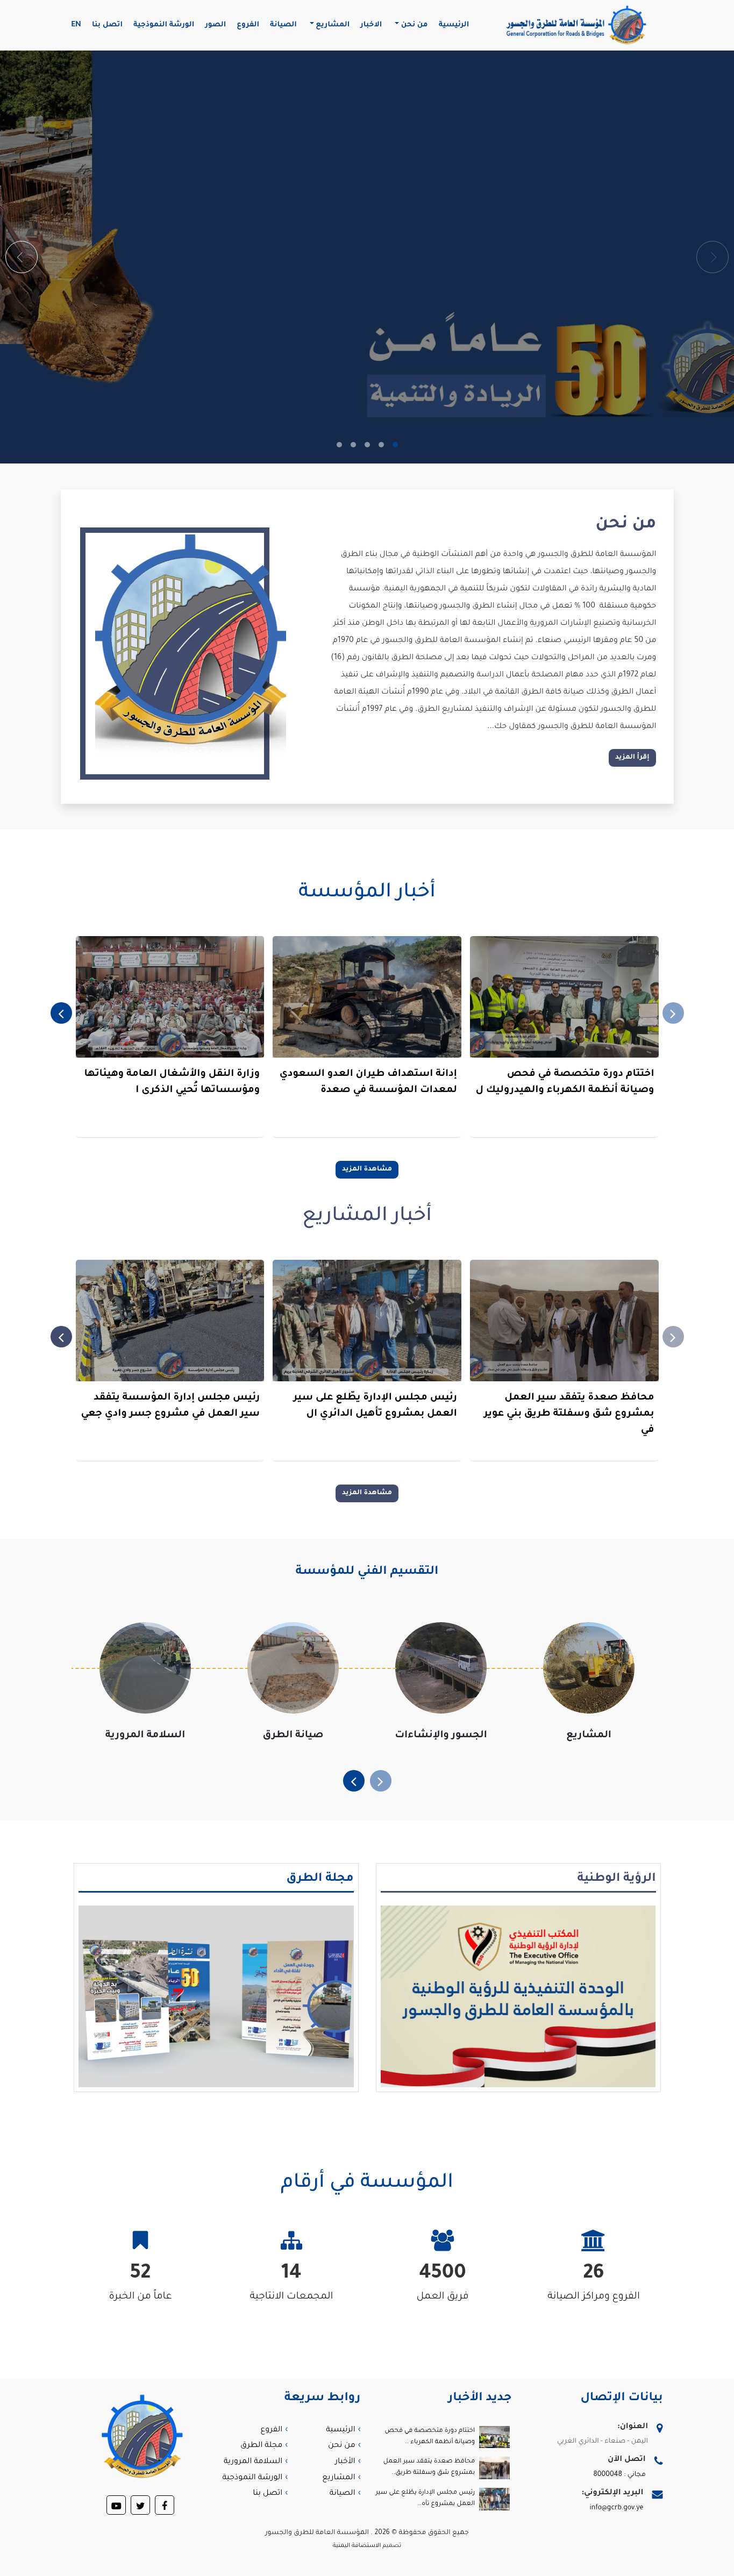 المؤسسة العامة للطرق والجسور
General Corporation for Roads & Bridges
الرئيسية
من نحن
الاخبار
المشاريع
الصيانة
الفروع
الصور
الورشة النموذجية
اتصل بنا
EN
50 عـامـاً مـن
الريادة والتنمية
من نحن
المؤسسة العامة للطرق والجسور هي واحدة من أهم المنشآت الوطنية في مجال بناء الطرق
والجسور وصيانتها، حيث اعتمدت في إنشائها وتطورها على البناء الذاتي لقدراتها وإمكانياتها
المادية والبشرية رائدة في المقاولات لتكون شريكاً للتنمية في الجمهورية اليمنية. مؤسسة
حكومية مستقلة 100 % تعمل في مجال إنشاء الطرق والجسور وصيانتها، وإنتاج المكونات
الخرسانية وتصنيع الإشارات المرورية والأعمال التابعة لها أو المرتبطة بها داخل الوطن منذ أكثر
من 50 عام ومقرها الرئيسي صنعاء. تم إنشاء المؤسسة العامة للطرق والجسور في عام 1970م
ومرت بالعديد من المراحل والتحولات حيث تحولت فيما بعد إلى مصلحة الطرق بالقانون رقم (16)
لعام 1972م الذي حدد مهام المصلحة بأعمال الدراسة والتصميم والتنفيذ والإشراف على تنفيذ
أعمال الطرق وكذلك صيانة كافة الطرق القائمة في البلاد. وفي عام 1990م أُنشأت الهيئة العامة
للطرق والجسور لتكون مسئولة عن الإشراف والتنفيذ لمشاريع الطرق. وفي عام 1997م أُنشأت
المؤسسة العامة للطرق والجسور كمقاول حك...
إقرأ المزيد
المؤسسة العامة للطرق والجسور
أخبار المؤسسة
اختتام دورة متخصصة في فحص
وصيانة أنظمة الكهرباء والهيدروليك ل
إدانة استهداف طيران العدو السعودي
لمعدات المؤسسة في صعدة
وزارة النقل والأشغال العامة وهيئاتها
ومؤسساتها تُحيي الذكرى ا
مشاهدة المزيد
أخبار المشاريع
محافظ صعدة يتفقد سير العمل
بمشروع شق وسفلتة طريق بني عوير
في
رئيس مجلس الإدارة يطّلع على سير
العمل بمشروع تأهيل الدائري ال
رئيس مجلس إدارة المؤسسة يتفقد
سير العمل في مشروع جسر وادي جعي
مشاهدة المزيد
التقسيم الفني للمؤسسة
المشاريع
الجسور والإنشاءات
صيانة الطرق
السلامة المرورية
الرؤية الوطنية
المكتب التنفيذي
لإدارة الرؤية الوطنية
The Executive Office
of Managing the National Vision
الوحدة التنفيذية للرؤية الوطنية
بالمؤسسة العامة للطرق والجسور
مجلة الطرق
50
المؤسسة في أرقام
26
الفروع ومراكز الصيانة
4500
فريق العمل
14
المجمعات الانتاجية
52
عاماً من الخبرة
بيانات الإتصال
العنوان:
اليمن - صنعاء - الدائري الغربي
اتصل الآن
مجاني : 8000048
البريد الإلكتروني:
info@gcrb.gov.ye
جديد الأخبار
اختتام دورة متخصصة في فحص
وصيانة أنظمة الكهرباء ..
محافظ صعدة يتفقد سير العمل
بمشروع شق وسفلتة طريق..
رئيس مجلس الإدارة يطّلع على سير
العمل بمشروع تأه..
روابط سريعة
› الرئيسية
› من نحن
› الأخبار
› المشاريع
› الصيانة
› الفروع
› مجلة الطرق
› السلامة المرورية
› الورشة النموذجية
› اتصل بنا
جميع الحقوق محفوظة © 2026 . المؤسسة العامة للطرق والجسور
تصميم الاستضافة اليمنية